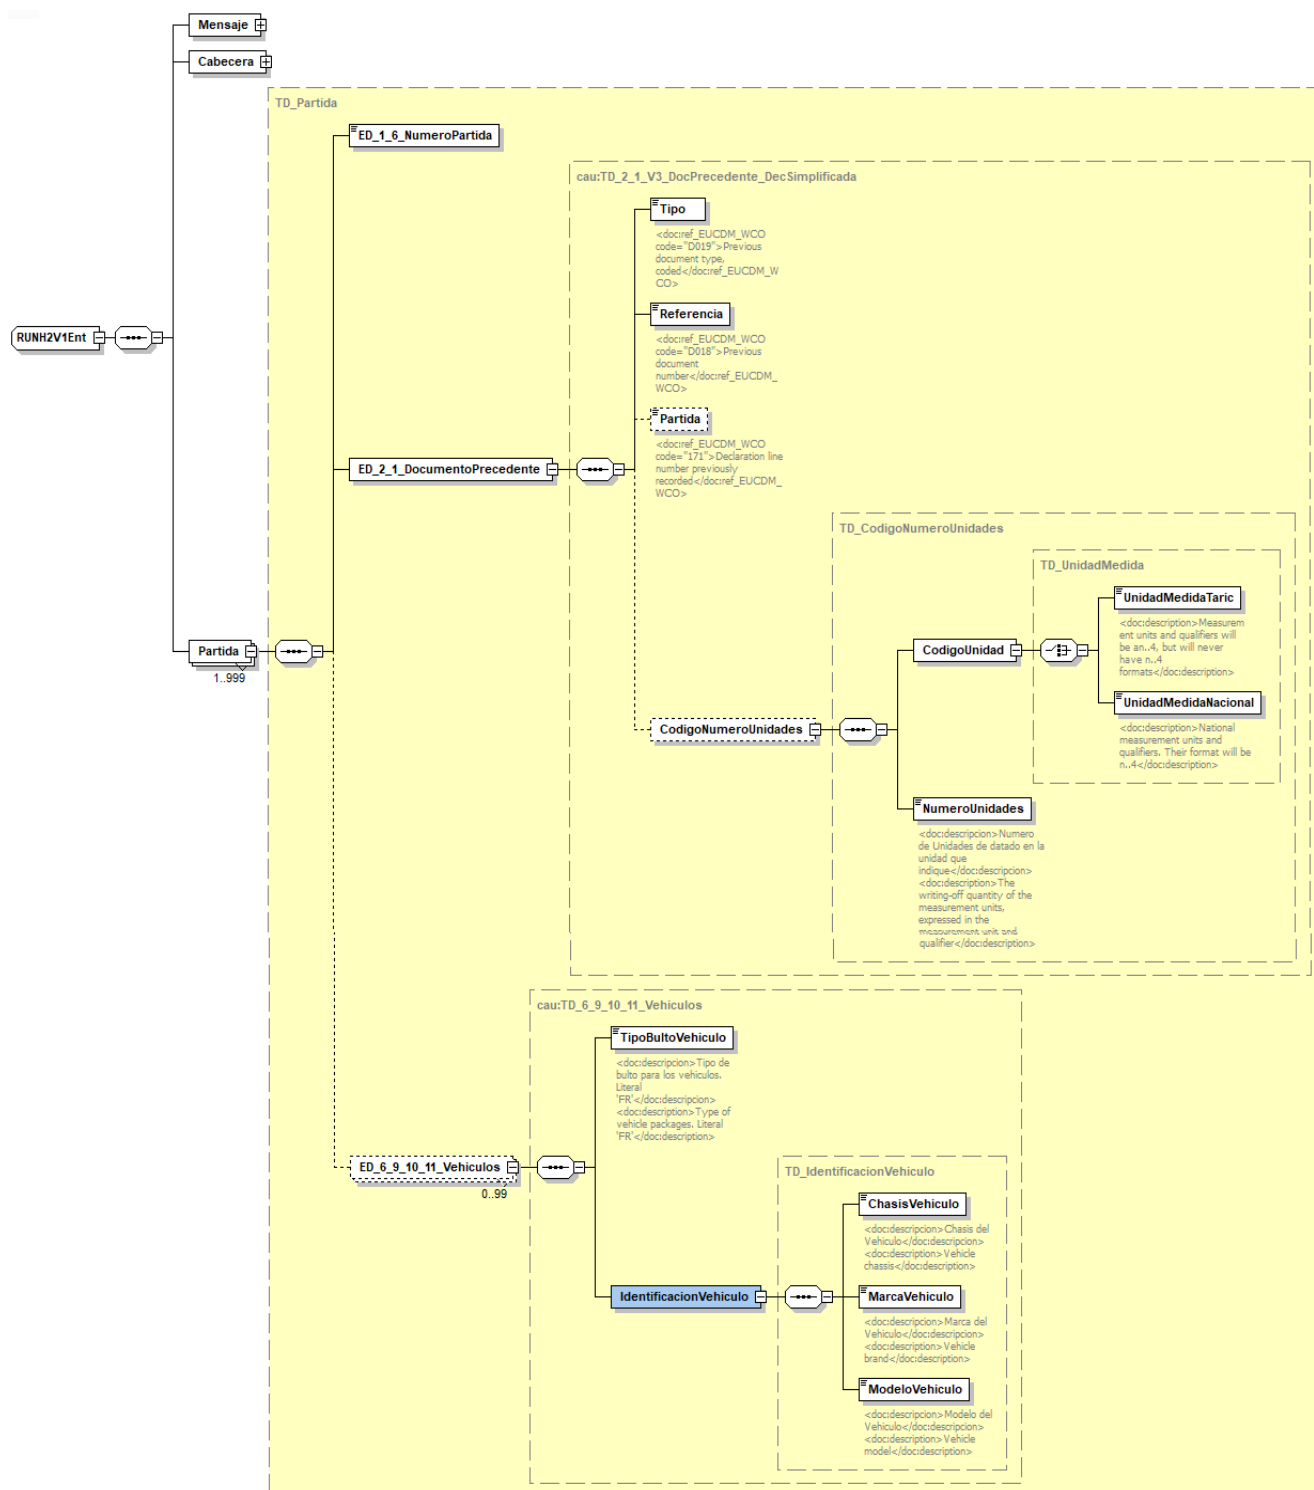 Mensaje
Cabecera
TD_Partida
ED_1_6_NumeroPartida
cau:TD_2_1_V3_DocPrecedente_DecSimplificada
Tipo
<doc:ref_EUCDM_WCO
code="D019">Previous
document type,
coded</doc:ref_EUCDM_W
CO>
Referencia
<doc:ref_EUCDM_WCO
code="D018">Previous
document
number</doc:ref_EUCDM_
WCO>
RUNH2V1Ent
Partida
<doc:ref_EUCDM_WCO
code="171">Declaration line
number previously
recorded</doc:ref_EUCDM_
WCO>
ED_2_1_DocumentoPrecedente
TD_CodigoNumeroUnidades
TD_UnidadMedida
UnidadMedidaTaric
<doc:description>Measurem
ent units and qualifiers will
be an..4, but will never
have n..4
formats</doc:description>
CodigoUnidad
Partida
1..999
UnidadMedidaNacional
<doc:description>National
measurement units and
qualifiers. Their format will be
n..4</doc:description>
CodigoNumeroUnidades
NumeroUnidades
<doc:descripcion>Numero
de Unidades de datado en la
unidad que
indique</doc:descripcion>
<doc:description>The
writing-off quantity of the
measurement units,
expressed in the
measurement unit and
qualifier</doc:description>
cau:TD_6_9_10_11_Vehiculos
TipoBultoVehiculo
<doc:descripcion>Tipo de
bulto para los vehiculos.
Literal
'FR'</doc:descripcion>
<doc:description>Type of
vehicle packages. Literal
'FR'</doc:description>
ED_6_9_10_11_Vehiculos
0..99
TD_IdentificacionVehiculo
ChasisVehiculo
<doc:descripcion>Chasis del
Vehiculo</doc:descripcion>
<doc:description>Vehicle
chassis</doc:description>
IdentificacionVehiculo
MarcaVehiculo
<doc:descripcion>Marca del
Vehiculo</doc:descripcion>
<doc:description>Vehicle
brand</doc:description>
ModeloVehiculo
<doc:descripcion>Modelo del
Vehiculo</doc:descripcion>
<doc:description>Vehicle
model</doc:description>